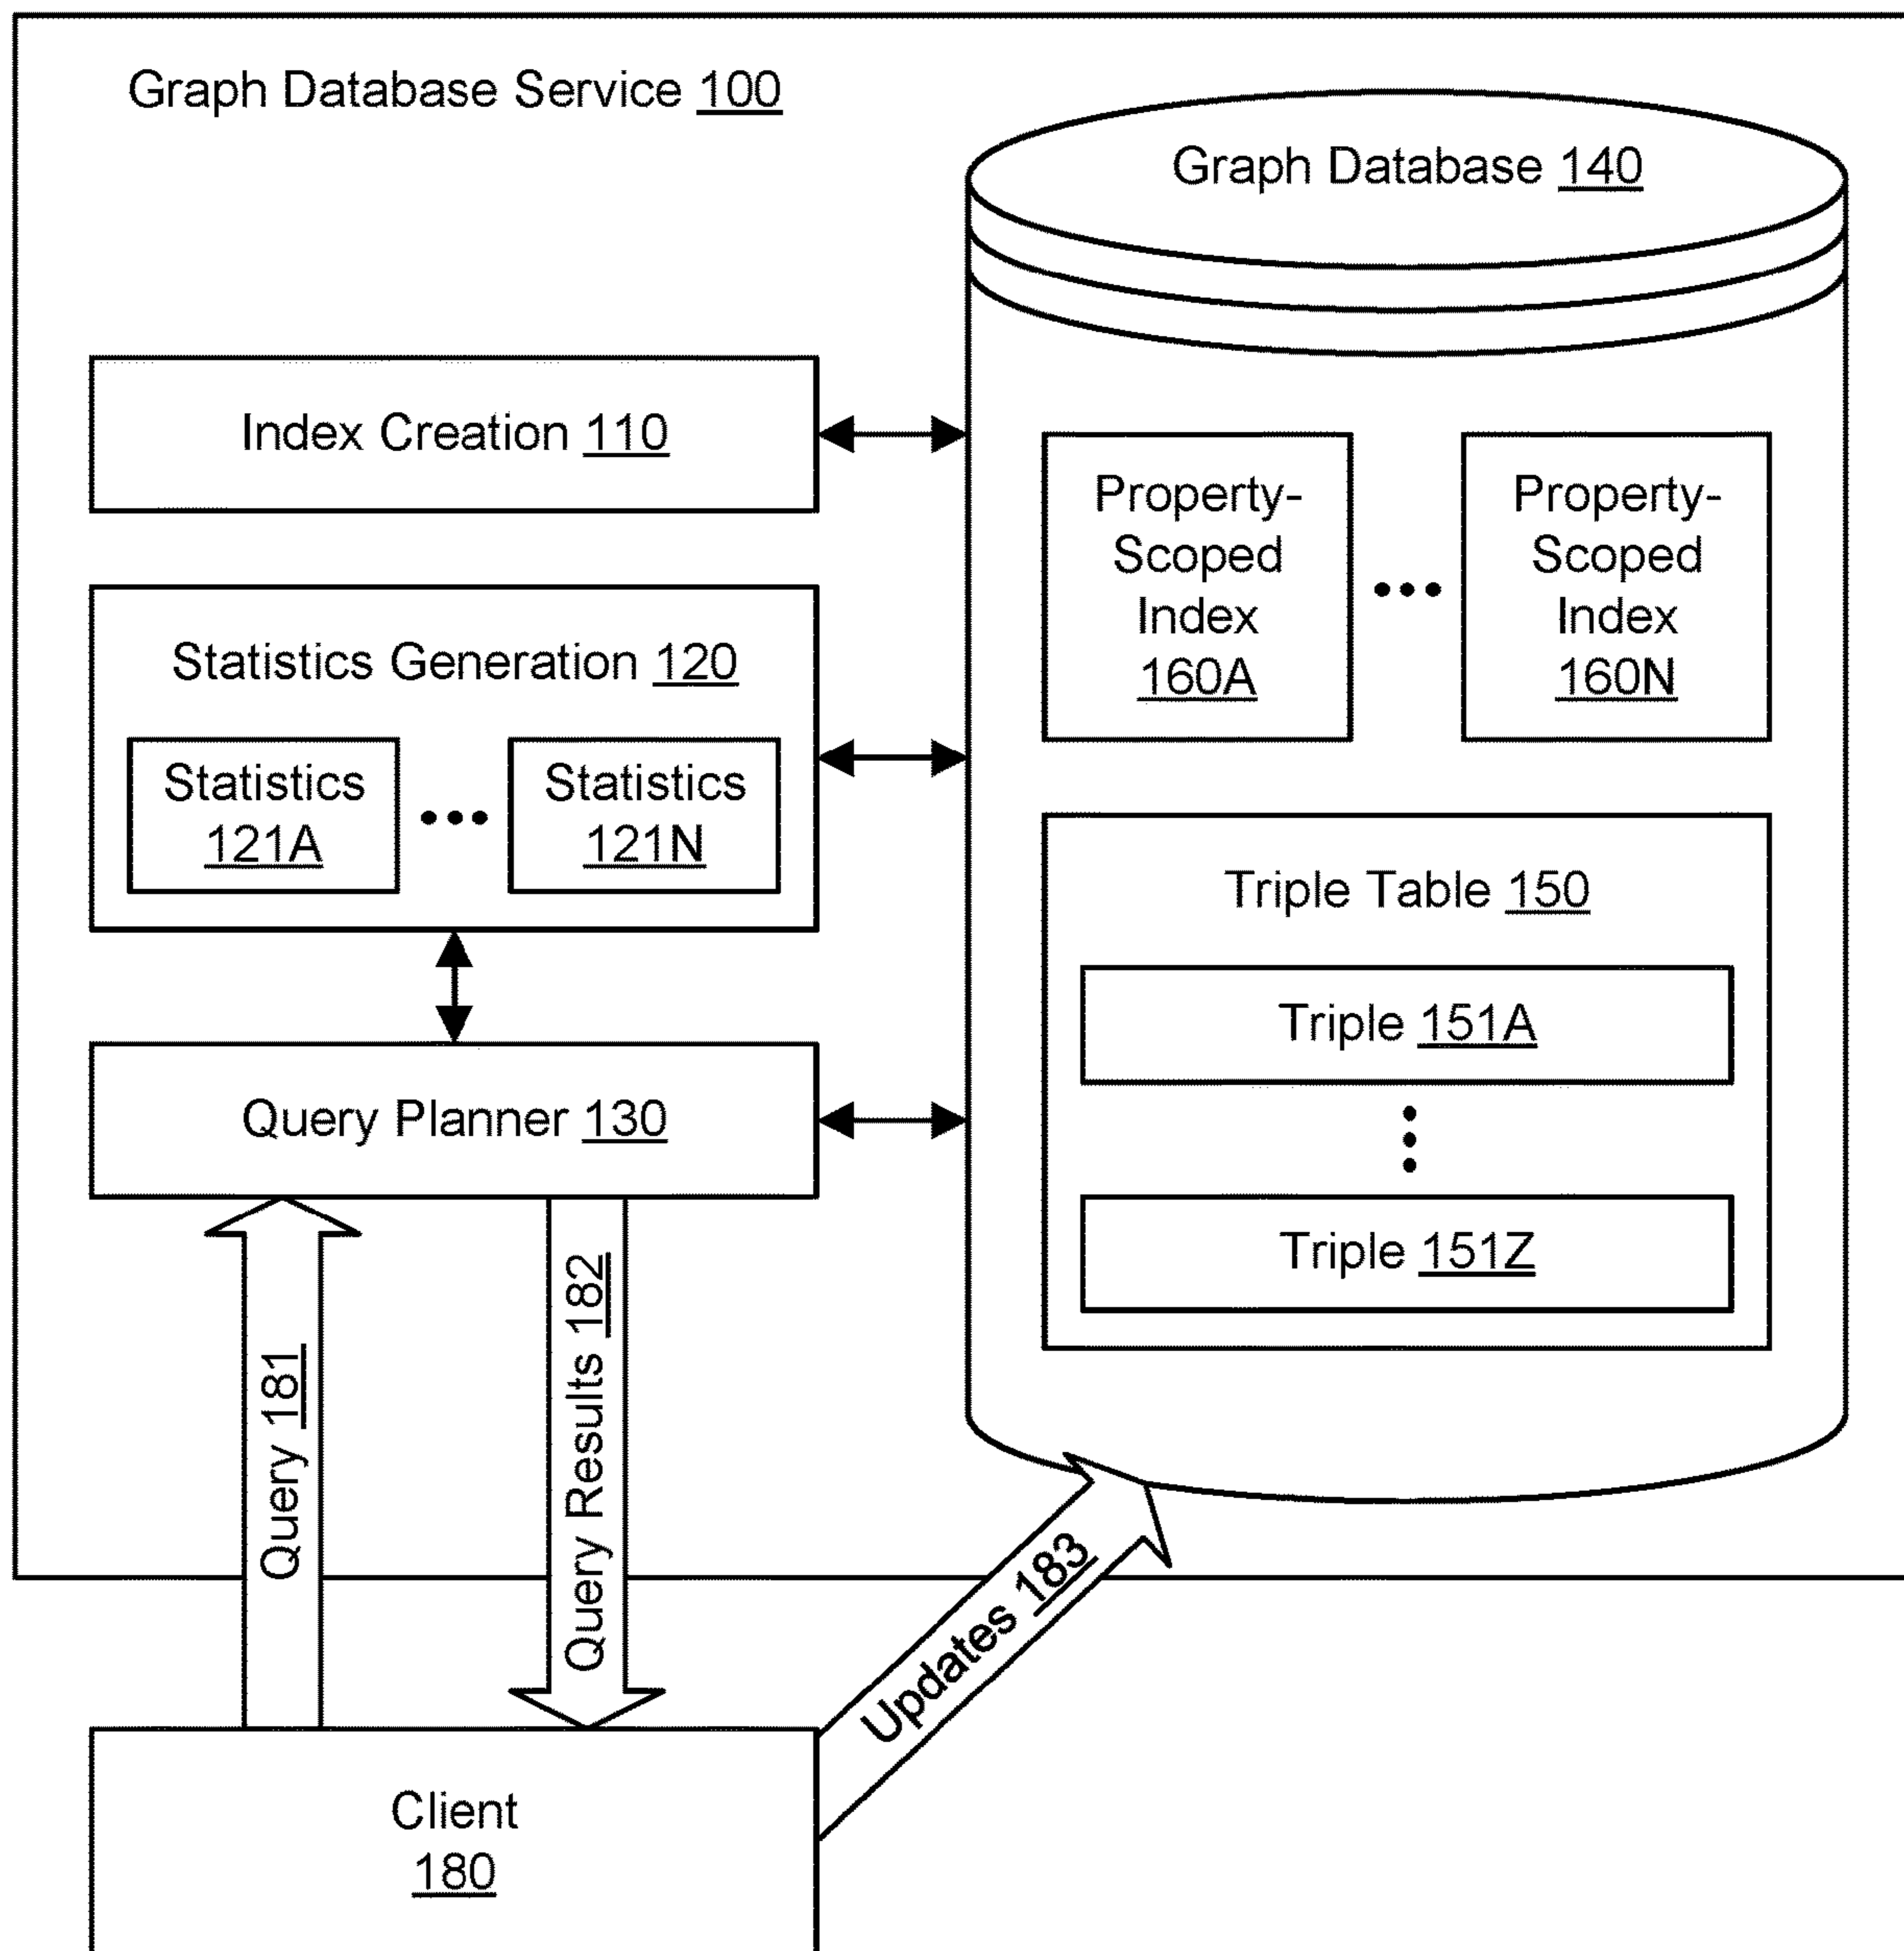 Graph Database Service 100
Graph Database 140
Index Creation 110
Property-
Scoped
Index
160A
Property-
Scoped
Index
160N
Statistics Generation 120
Statistics
121A
Statistics
121N
Triple Table 150
Triple 151A
Triple 151Z
Query Planner 130
Query 181
Query Results 182
Updates 183
Client
180